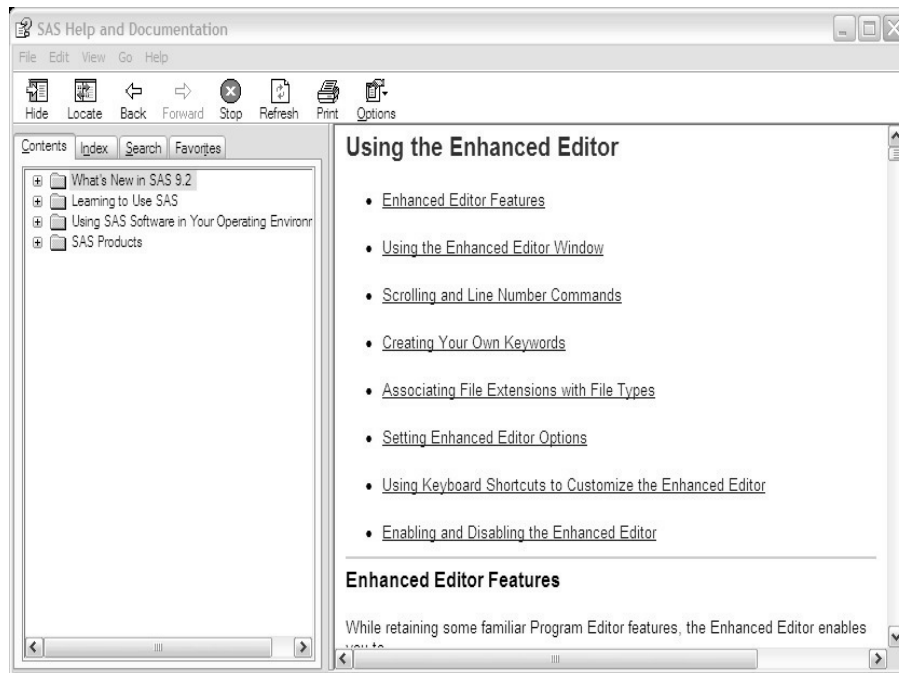 SAS Help and Documentation
File Edit View Go Help
Hide Locate Back Forward Stop Refresh Print Options
Contents Index Search Favorites
What's New in SAS 9.2
Learning to Use SAS
Using SAS Software in Your Operating Environr
SAS Products
Using the Enhanced Editor
• Enhanced Editor Features
• Using the Enhanced Editor Window
• Scrolling and Line Number Commands
• Creating Your Own Keywords
• Associating File Extensions with File Types
• Setting Enhanced Editor Options
• Using Keyboard Shortcuts to Customize the Enhanced Editor
• Enabling and Disabling the Enhanced Editor
Enhanced Editor Features
While retaining some familiar Program Editor features, the Enhanced Editor enables
you to